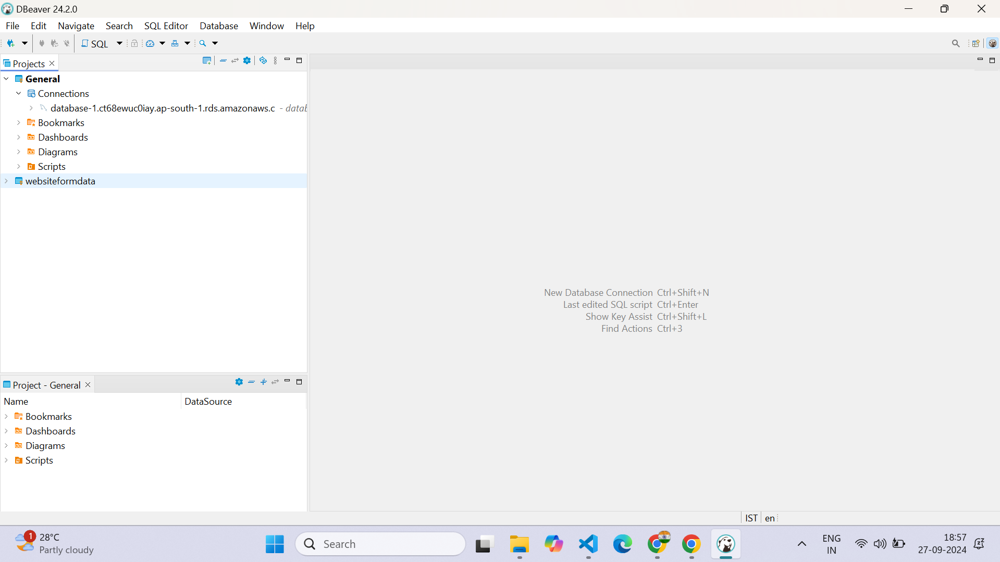 DBeaver 24.2.0
File Edit Navigate Search SQL Editor Database Window Help
SQL
Projects
General
Connections
database-1.ct68ewuc0iay.ap-south-1.rds.amazonaws.c - datab
Bookmarks
Dashboards
Diagrams
Scripts
websiteformdata
New Database Connection Ctrl+Shift+N
Last edited SQL script Ctrl+Enter
Show Key Assist Ctrl+Shift+L
Find Actions Ctrl+3
Project - General
Name DataSource
Bookmarks
Dashboards
Diagrams
Scripts
IST en
1
28°C
Partly cloudy
Search
ENG
IN
18:57
27-09-2024